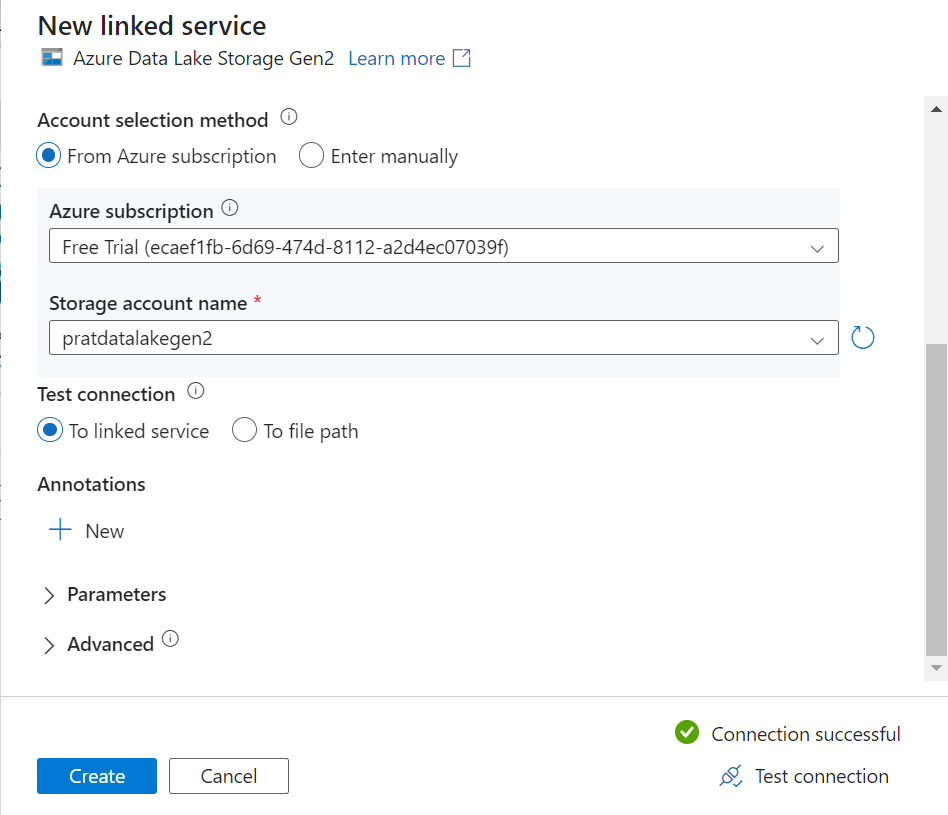 New linked service
Azure Data Lake Storage Gen2 Learn more
Account selection method
From Azure subscription Enter manually
Azure subscription
Free Trial (ecaef1fb-6d69-474d-8112-a2d4ec07039f)
Storage account name *
pratdatalakegen2
Test connection
To linked service To file path
Annotations
New
Parameters
Advanced
Connection successful
Create Cancel Test connection